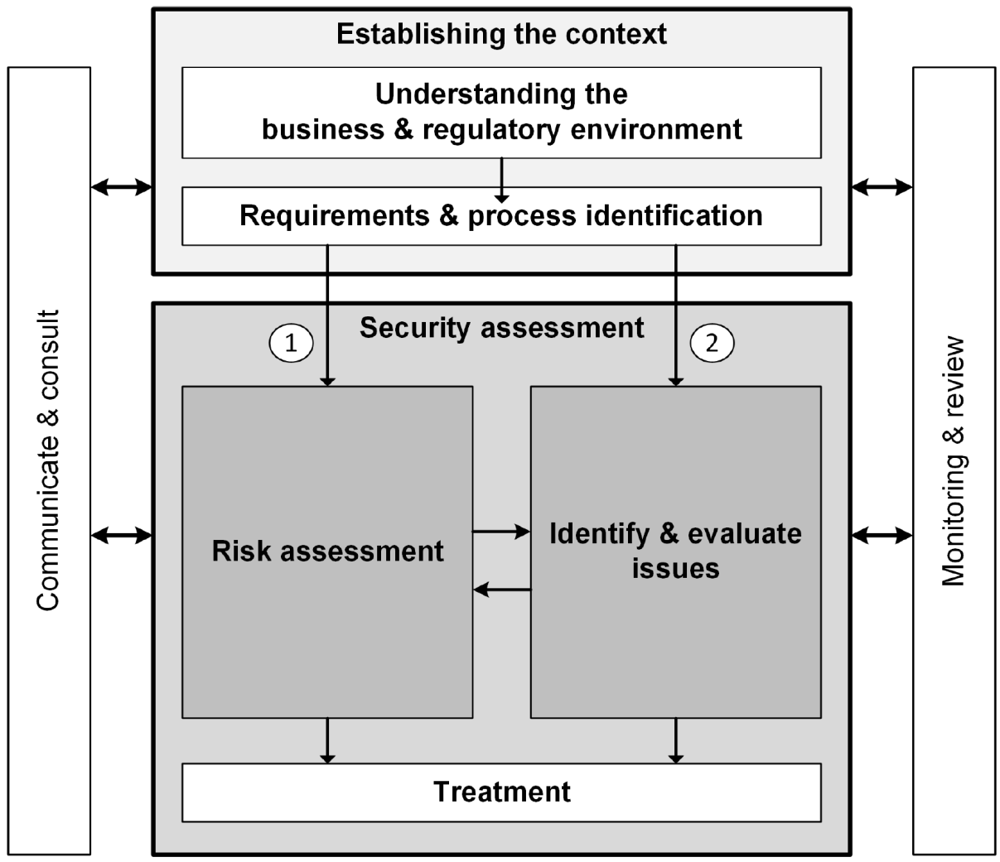 Establishing the context
Understanding the
business & regulatory environment
Requirements & process identification
Communicate & consult
Security assessment
1
2
Risk assessment
Identify & evaluate
issues
Treatment
Monitoring & review